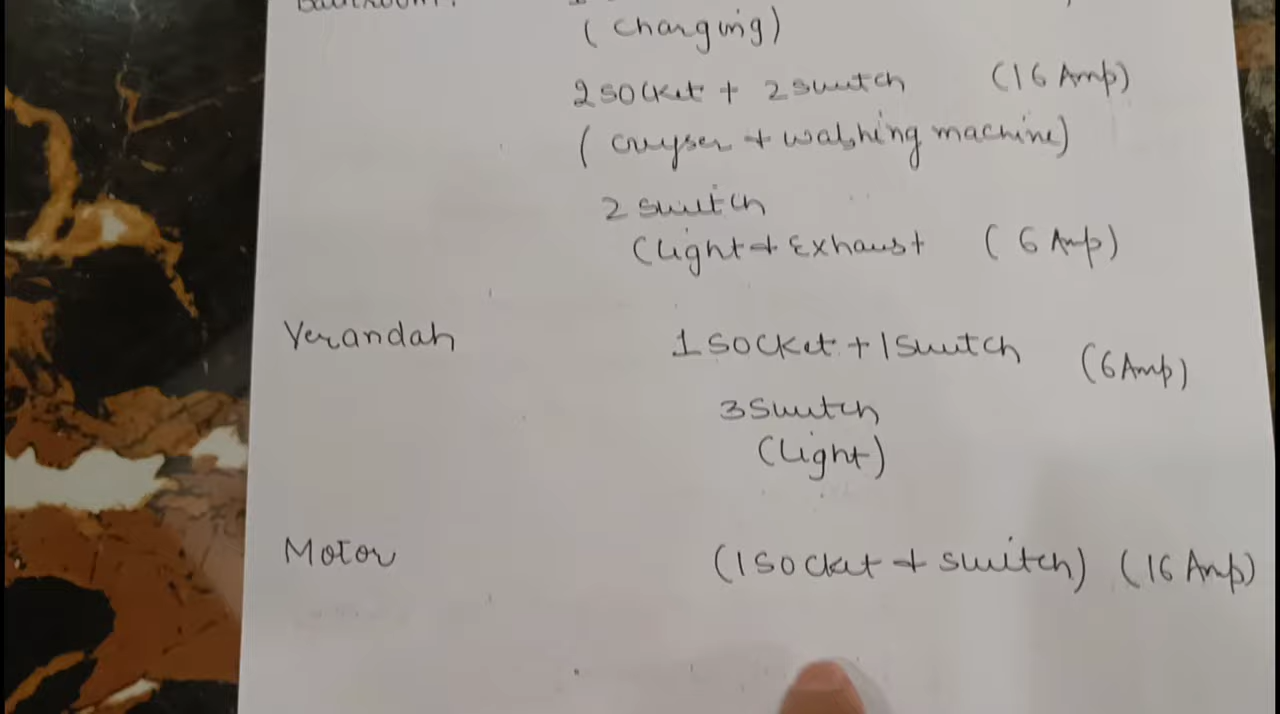 ( Charging)
2 socket + 2 switch (16 Amp)
( Geyser + washing machine)
2 switch
(Light + Exhaust ( 6 Amp)
Verandah 1 socket + 1 switch (6 Amp)
3 switch
(Light)
Motor (1 socket + switch) (16 Amp)